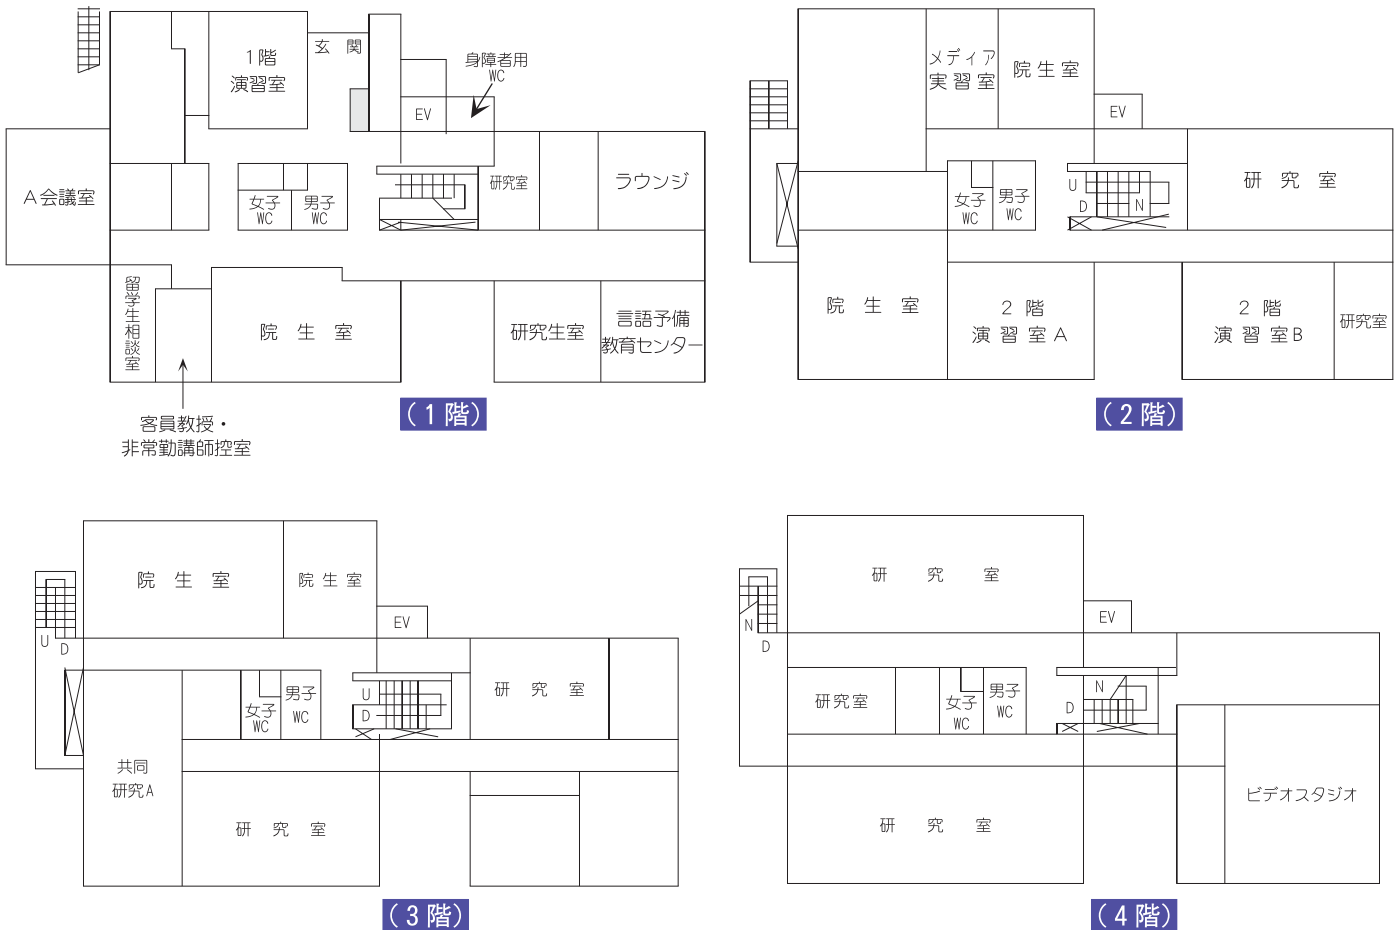 1階
演習室
玄 関
身障者用
WC
EV
A会議室
女子
WC
男子
WC
研究室
ラウンジ
留学生相談室
院 生 室
研究生室
言語予備
教育センター
客員教授・
非常勤講師控室
(1階)
メディア
実習室
院生室
EV
女子
WC
男子
WC
U
D
N
研 究 室
院 生 室
2 階
演習室A
2 階
演習室B
研究室
(2階)
院 生 室
院生室
EV
U
D
女子
WC
男子
WC
U
D
研 究 室
共同
研究A
研 究 室
(3階)
研 究 室
EV
N
D
研究室
女子
WC
男子
WC
N
D
研 究 室
ビデオスタジオ
(4階)